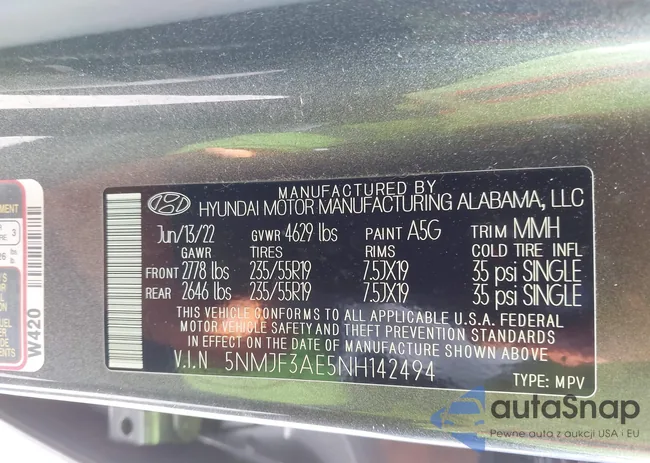 MANUFACTURED BY
HYUNDAI MOTOR MANUFACTURING ALABAMA, LLC
Jun/13/22 GVWR 4629 lbs PAINT A5G TRIM MMH
GAWR TIRES RIMS COLD TIRE INFL
FRONT 2778 lbs 235/55R19 7.5JX19 35 psi SINGLE
REAR 2646 lbs 235/55R19 7.5JX19 35 psi SINGLE
THIS VEHICLE CONFORMS TO ALL APPLICABLE U.S.A. FEDERAL
MOTOR VEHICLE SAFETY AND THEFT PREVENTION STANDARDS
IN EFFECT ON THE DATE OF MANUFACTURE SHOWN ABOVE.
V.I.N 5NMJF3AE5NH142494
TYPE: MPV
W420
3
autaSnap
Pewne auta z aukcji USA i EU